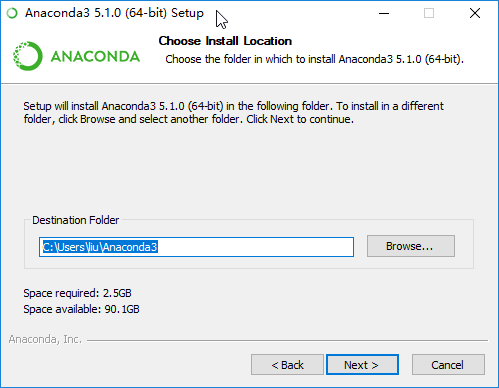 Anaconda3 5.1.0 (64-bit) Setup
ANACONDA
Choose Install Location
Choose the folder in which to install Anaconda3 5.1.0 (64-bit).
Setup will install Anaconda3 5.1.0 (64-bit) in the following folder. To install in a different
folder, click Browse and select another folder. Click Next to continue.
Destination Folder
C:\Users\liu\Anaconda3
Browse...
Space required: 2.5GB
Space available: 90.1GB
Anaconda, Inc.
< Back
Next >
Cancel